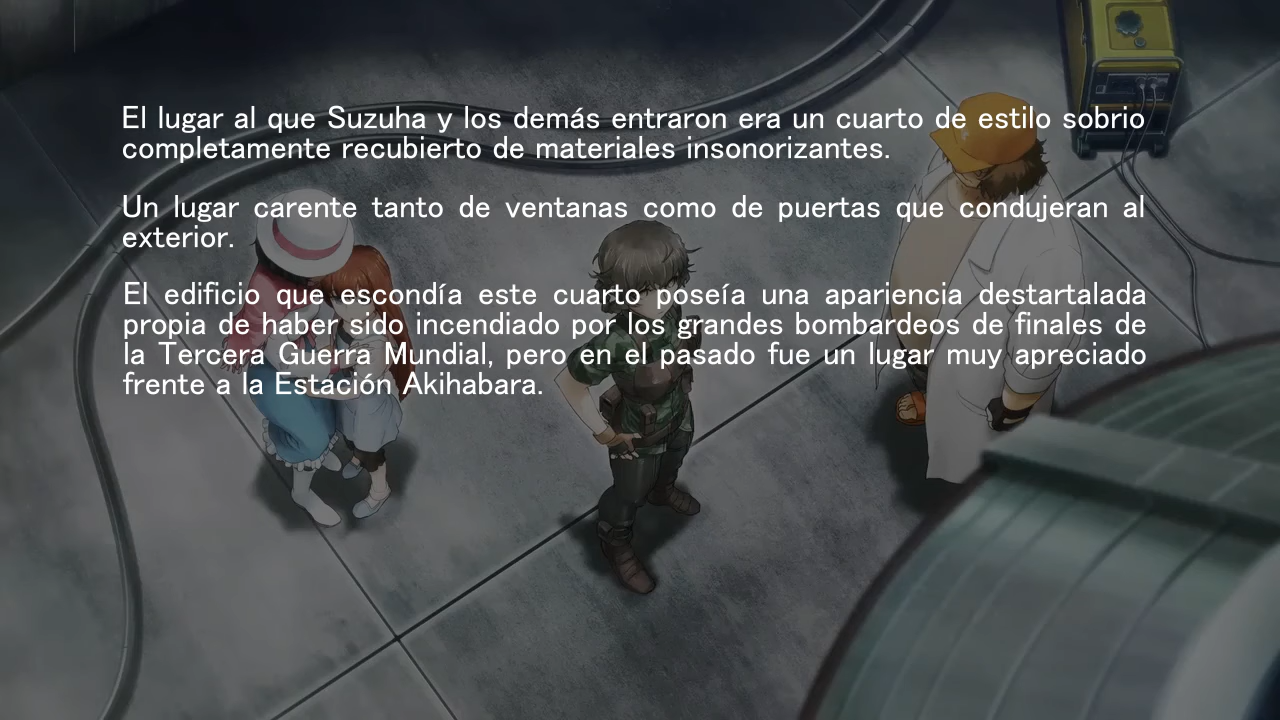 El lugar al que Suzuha y los demás entraron era un cuarto de estilo sobrio
completamente recubierto de materiales insonorizantes.
Un lugar carente tanto de ventanas como de puertas que condujeran al
exterior.
El edificio que escondía este cuarto poseía una apariencia destartalada
propia de haber sido incendiado por los grandes bombardeos de finales de
la Tercera Guerra Mundial, pero en el pasado fue un lugar muy apreciado
frente a la Estación Akihabara.